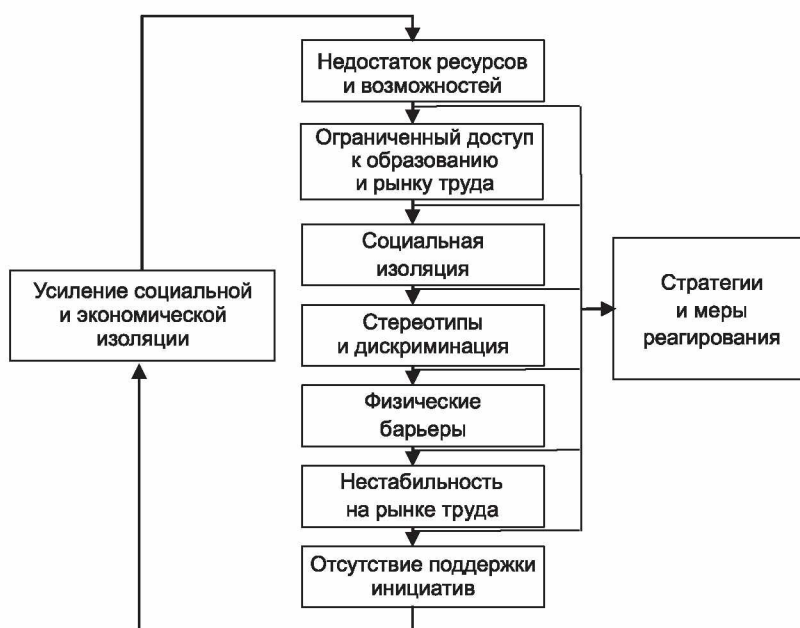 Недостаток ресурсов
и возможностей
Ограниченный доступ
к образованию
и рынку труда
Социальная
изоляция
Стереотипы
и дискриминация
Физические
барьеры
Нестабильность
на рынке труда
Отсутствие поддержки
инициатив
Усиление социальной
и экономической
изоляции
Стратегии
и меры
реагирования